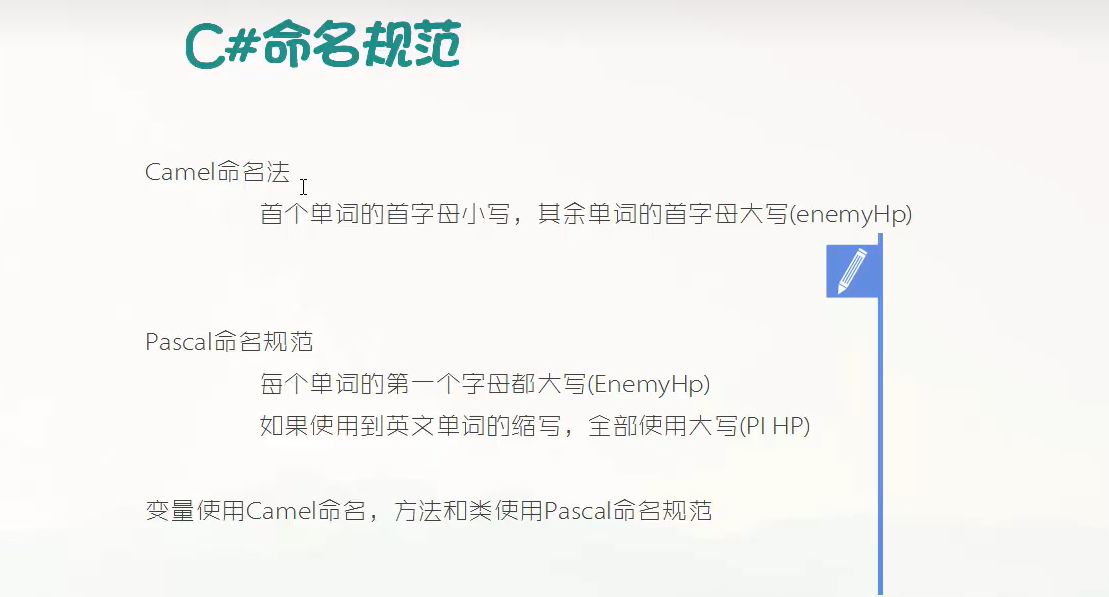 C#命名规范
Camel命名法
首个单词的首字母小写，其余单词的首字母大写(enemyHp)
Pascal命名规范
每个单词的第一个字母都大写(EnemyHp)
如果使用到英文单词的缩写，全部使用大写(PI HP)
变量使用Camel命名，方法和类使用Pascal命名规范